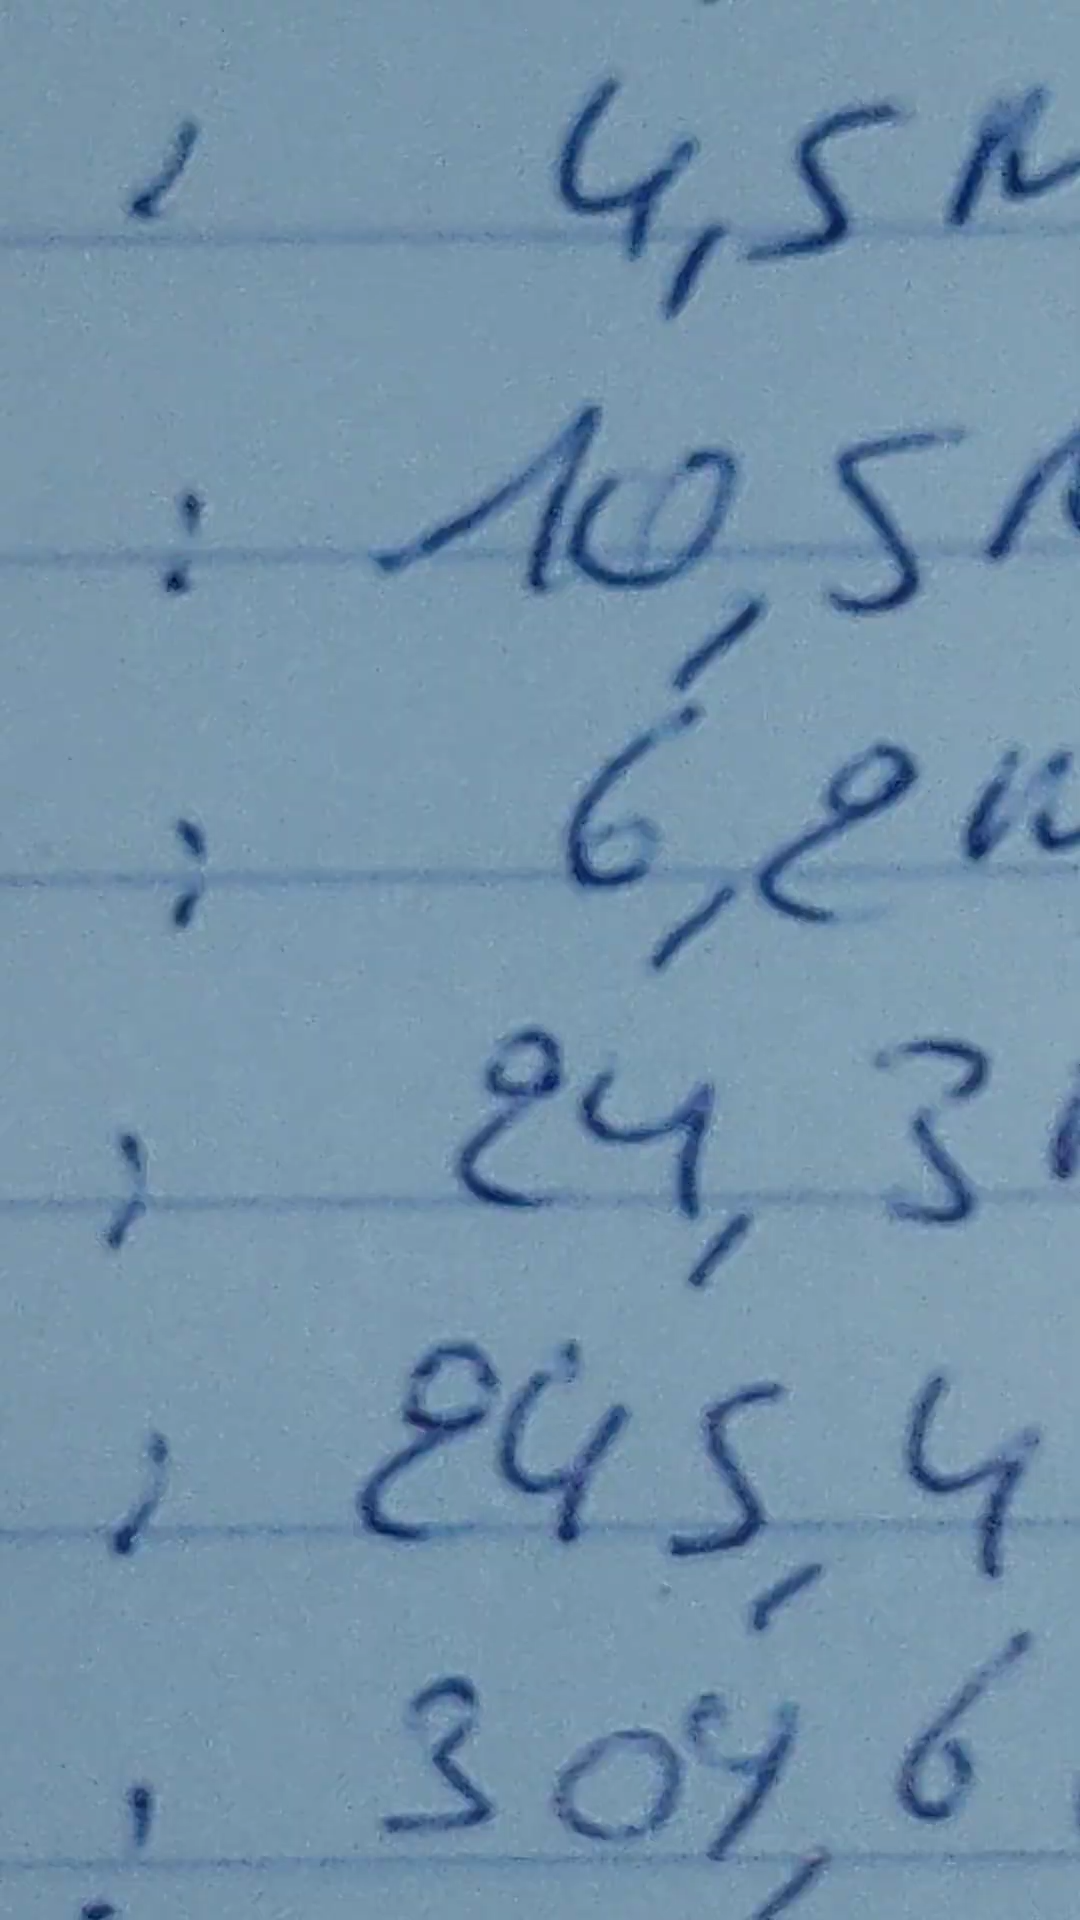 : 4,5 m
: 10,5
: 6,2 m
: 24,3
: 245,4
: 304,6